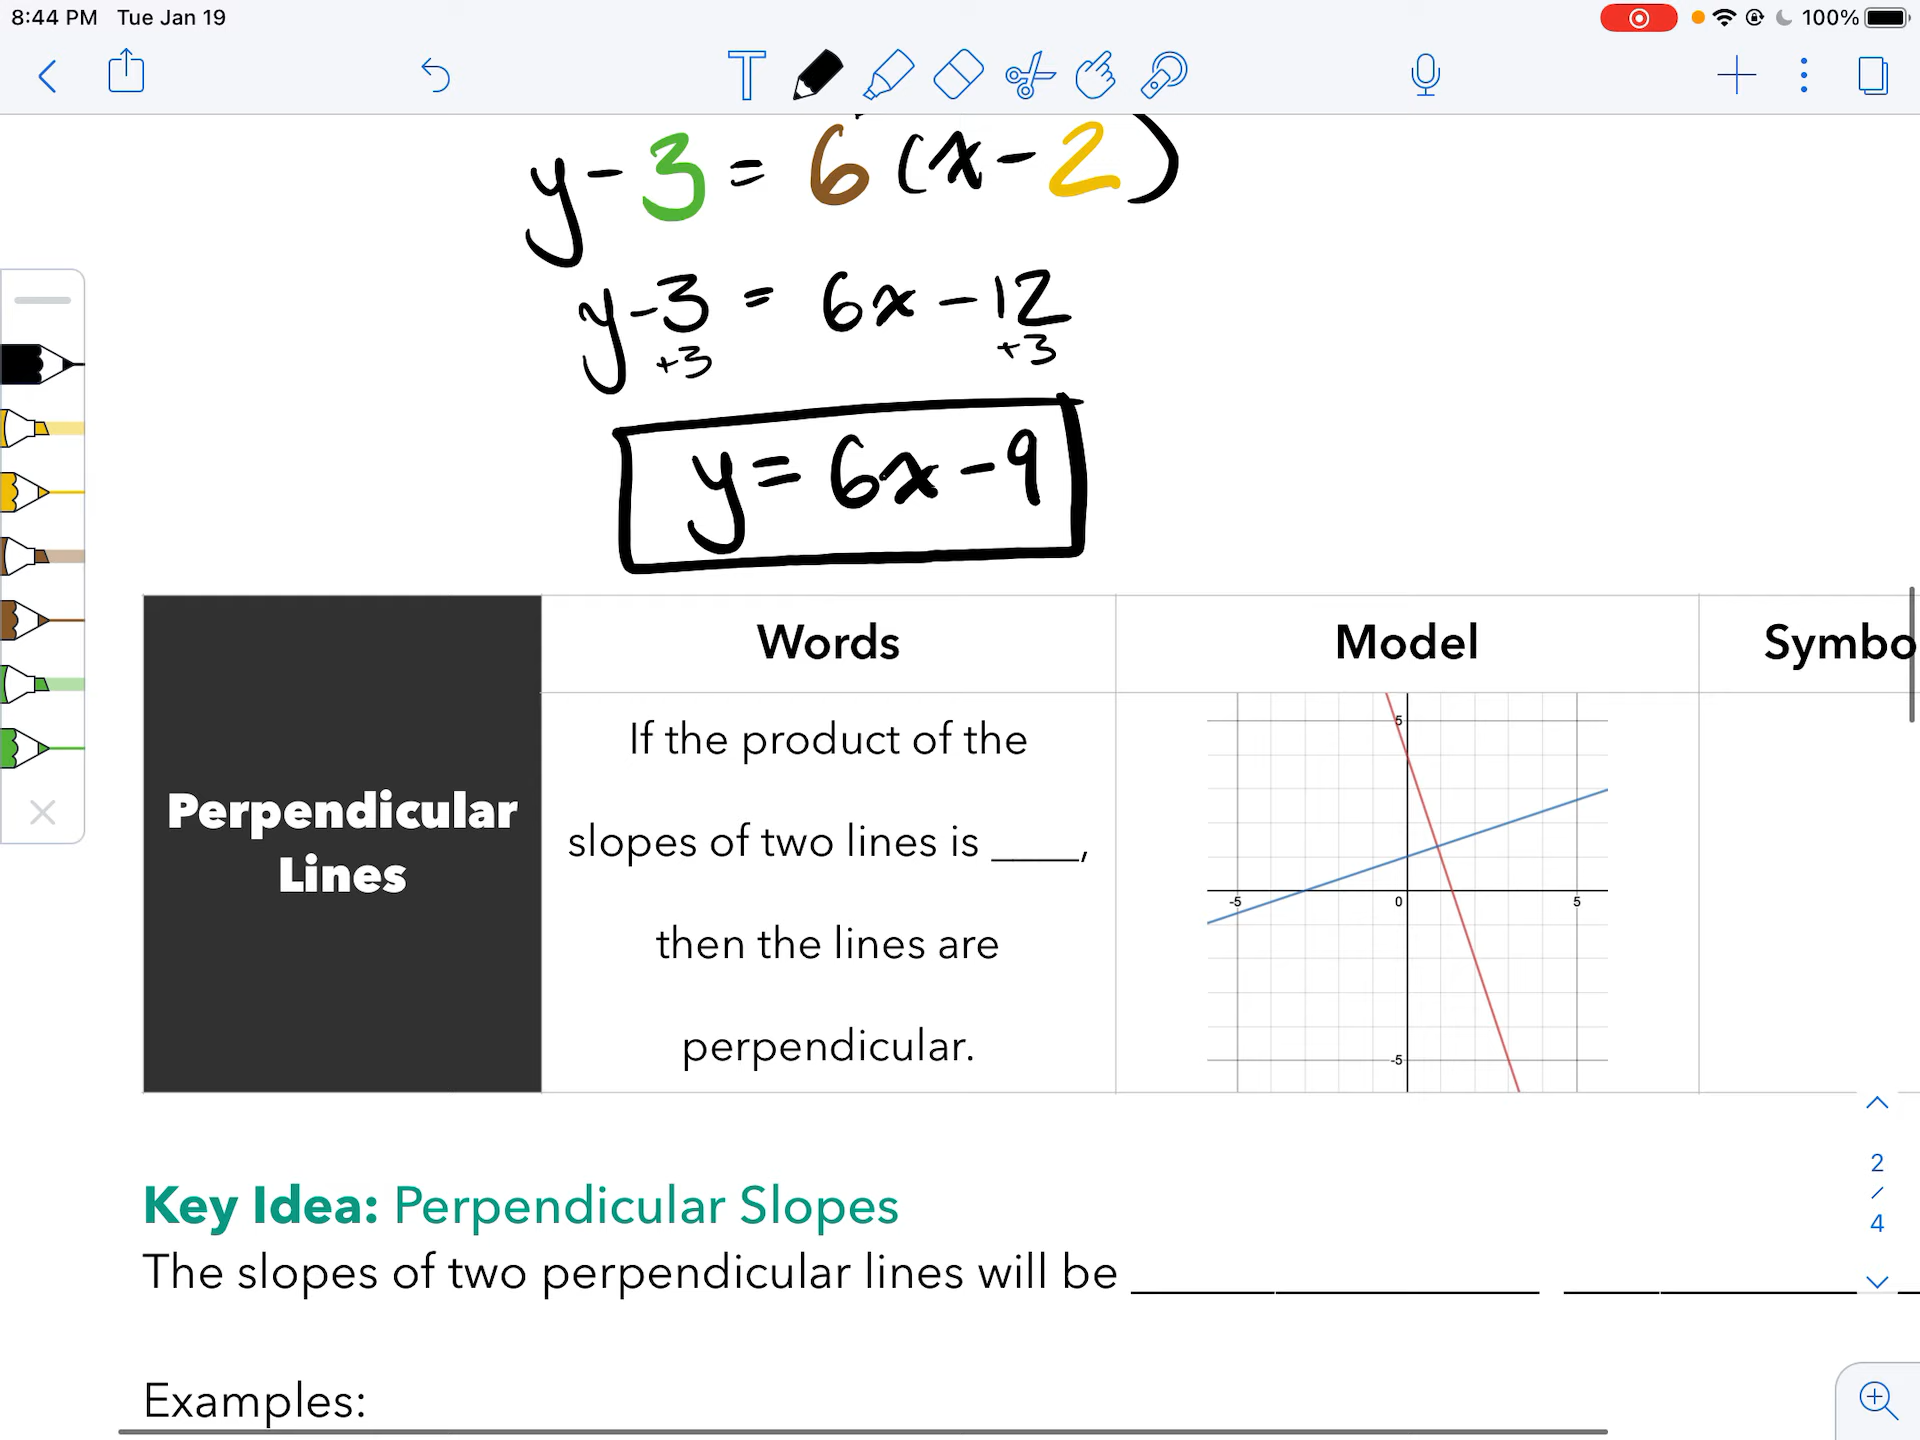 8:44 PM Tue Jan 19
100%
T
y - 3 = 6 (x - 2)
y - 3 = 6x - 12
+3 +3
y = 6x - 9
Perpendicular
Lines
Words
Model
Symbo
If the product of the
slopes of two lines is ____,
then the lines are
perpendicular.
5
-5 0 5
-5
2
/
4
Key Idea: Perpendicular Slopes
The slopes of two perpendicular lines will be ______________ __________
Examples: